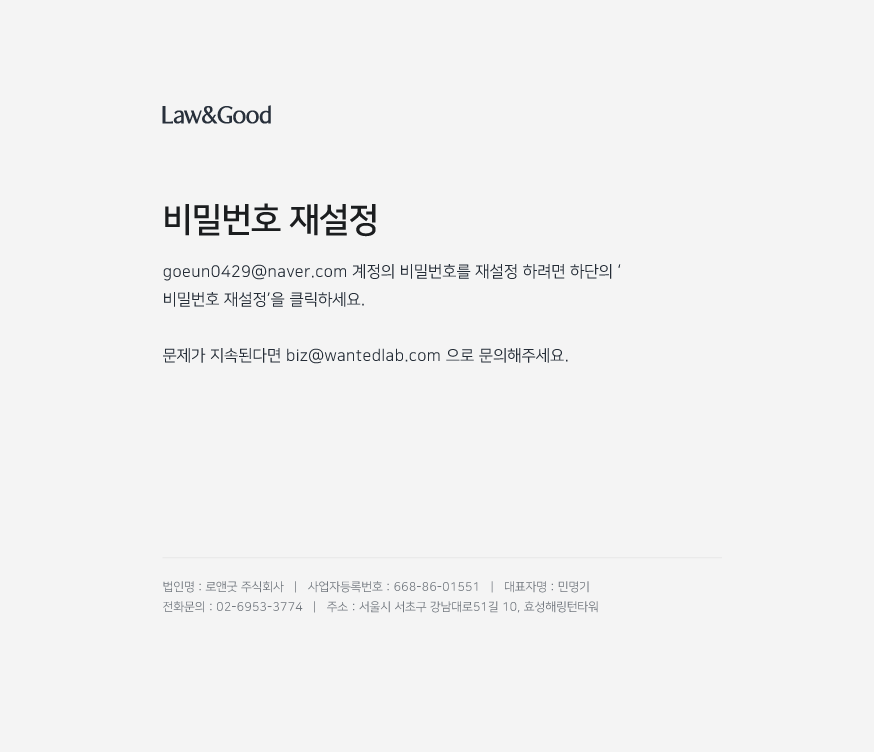 Law&Good
비밀번호 재설정
goeun0429@naver.com 계정의 비밀번호를 재설정 하려면 하단의 ‘
비밀번호 재설정’을 클릭하세요.
문제가 지속된다면 biz@wantedlab.com 으로 문의해주세요.
법인명 : 로앤굿 주식회사 | 사업자등록번호 : 668-86-01551 | 대표자명 : 민명기
전화문의 : 02-6953-3774 | 주소 : 서울시 서초구 강남대로51길 10, 효성해링턴타워